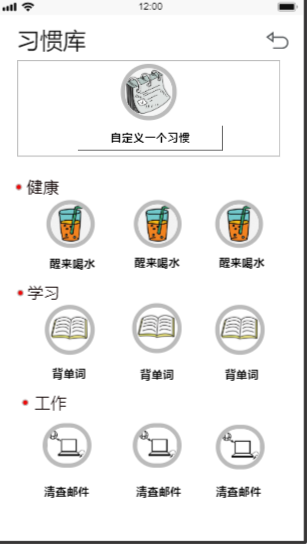 12:00
习惯库
自定义一个习惯
健康
醒来喝水 醒来喝水 醒来喝水
学习
背单词 背单词 背单词
工作
清查邮件 清查邮件 清查邮件